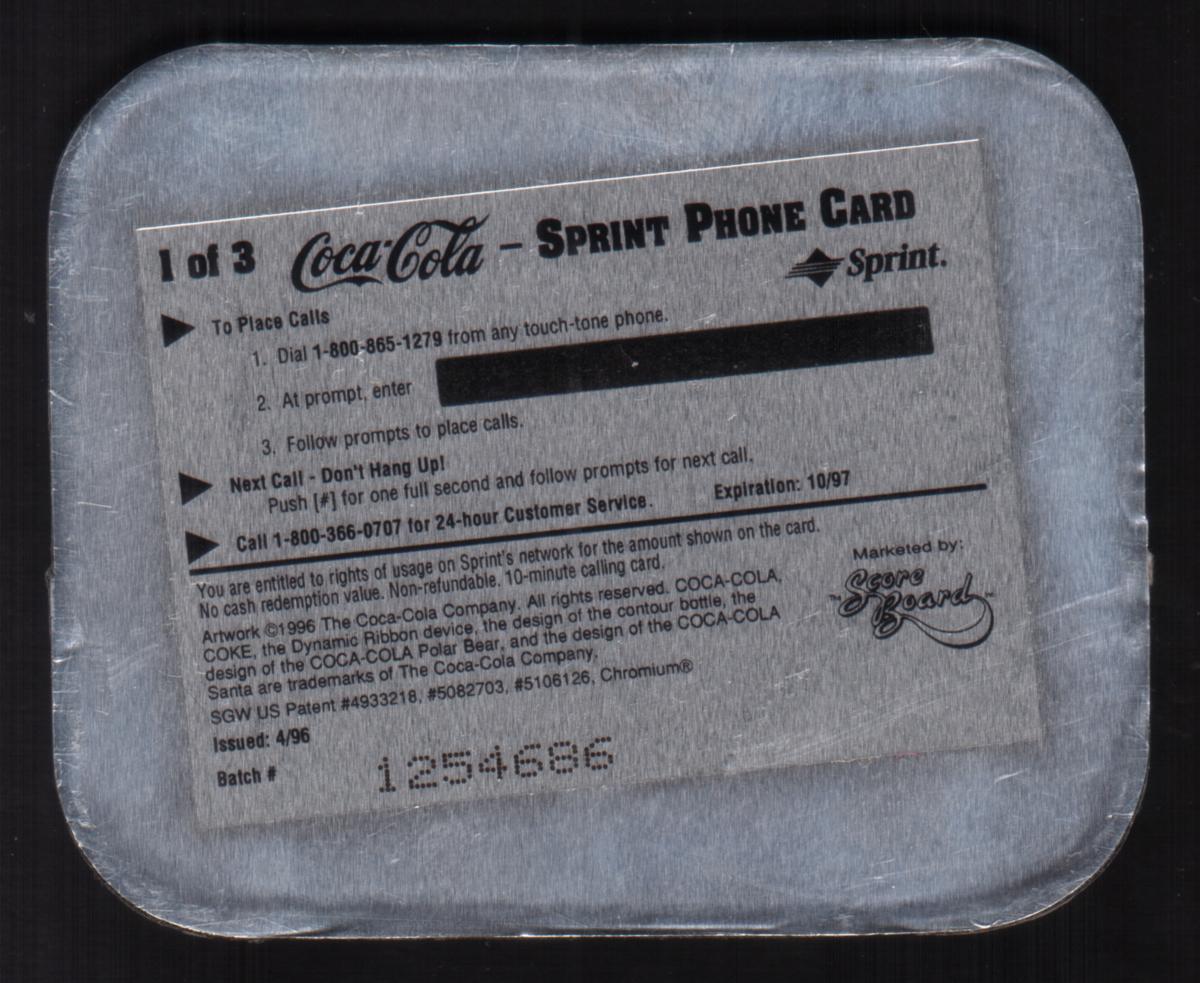 1 of 3 Coca-Cola – SPRINT PHONE CARD
Sprint.
To Place Calls
1. Dial 1-800-865-1279 from any touch-tone phone.
2. At prompt, enter
3. Follow prompts to place calls.
Next Call - Don't Hang Up!
Push [#] for one full second and follow prompts for next call.
Call 1-800-366-0707 for 24-hour Customer Service. Expiration: 10/97
You are entitled to rights of usage on Sprint's network for the amount shown on the card.
No cash redemption value. Non-refundable. 10-minute calling card.
Artwork ©1996 The Coca-Cola Company. All rights reserved. COCA-COLA,
COKE, the Dynamic Ribbon device, the design of the contour bottle, the
design of the COCA-COLA Polar Bear, and the design of the COCA-COLA
Santa are trademarks of The Coca-Cola Company.
SGW US Patent #4933218, #5082703, #5106126, Chromium®
Marketed by:
™ Score Board ™
Issued: 4/96
Batch # 1254686